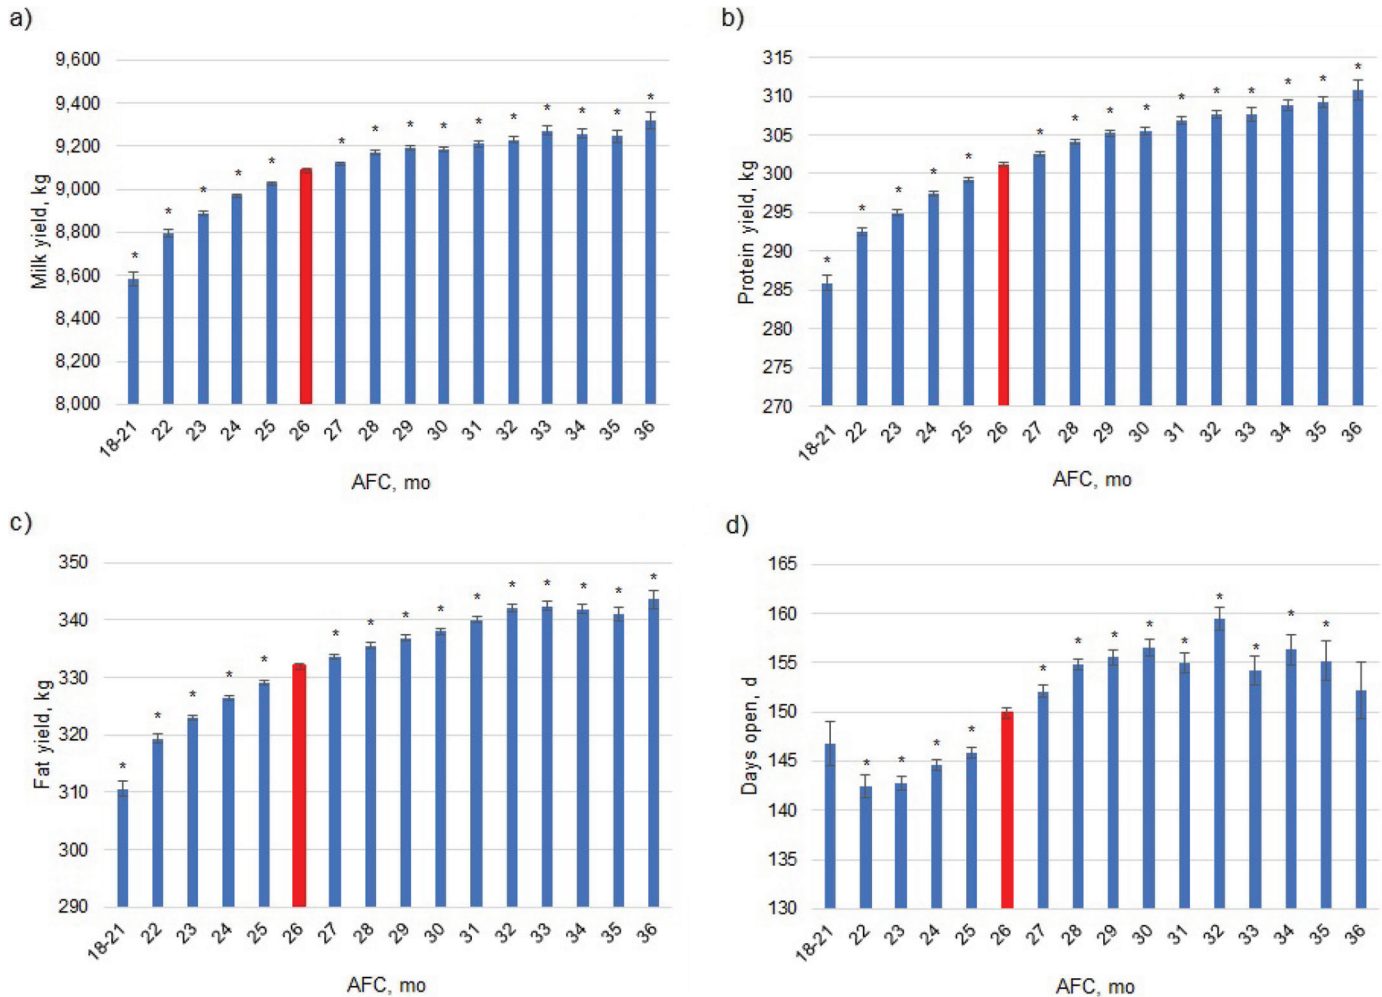 a)
9,600
9,400
9,200
9,000
8,800
8,600
8,400
8,200
8,000
Milk yield, kg
* * * * * * * * * * * * * * *
18-21 22 23 24 25 26 27 28 29 30 31 32 33 34 35 36
AFC, mo
b)
315
310
305
300
295
290
285
280
275
270
Protein yield, kg
* * * * * * * * * * * * * * *
18-21 22 23 24 25 26 27 28 29 30 31 32 33 34 35 36
AFC, mo
c)
350
340
330
320
310
300
290
Fat yield, kg
* * * * * * * * * * * * * * *
18-21 22 23 24 25 26 27 28 29 30 31 32 33 34 35 36
AFC, mo
d)
165
160
155
150
145
140
135
130
Days open, d
* * * * * * * * * * * * *
18-21 22 23 24 25 26 27 28 29 30 31 32 33 34 35 36
AFC, mo